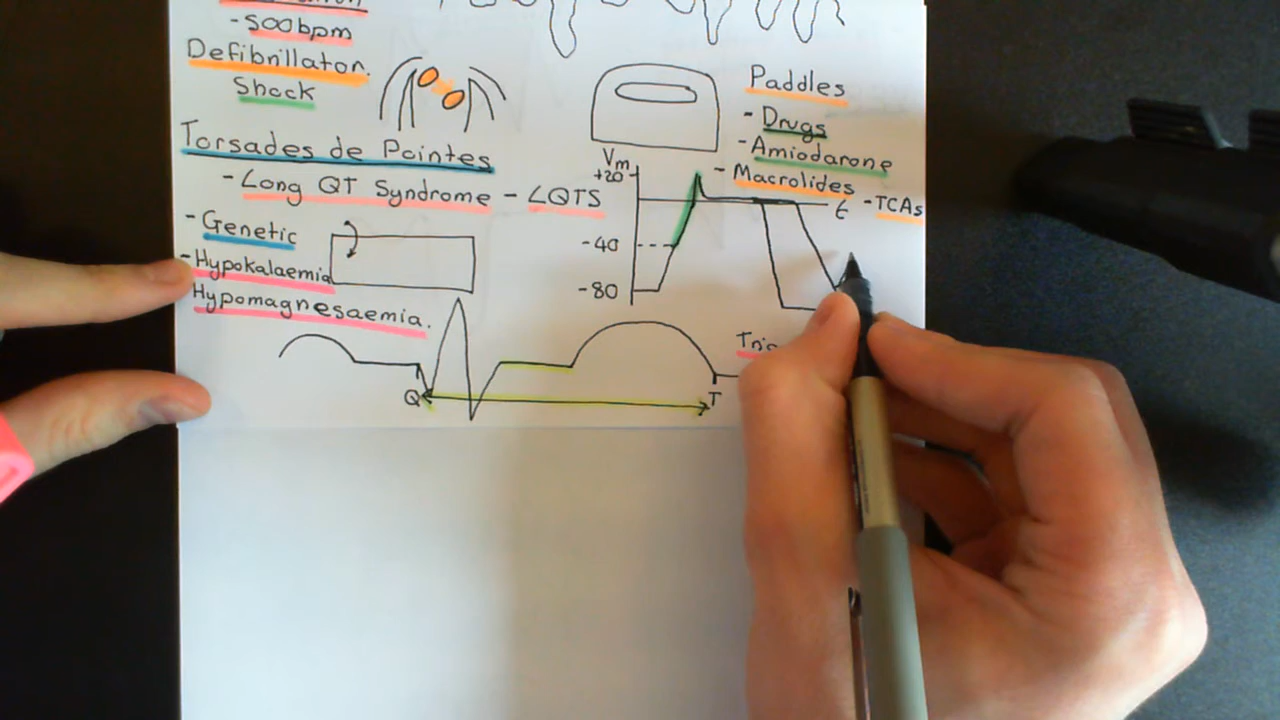 - 500bpm
Defibrillator.
Shock
Paddles
- Drugs
- Amiodarone
- Macrolides - TCAs
Torsades de Pointes
- Long QT Syndrome - LQTS
- Genetic
- Hypokalaemia
Hypomagnesaemia.
Vm
+20
t
-40
-80
Q
T